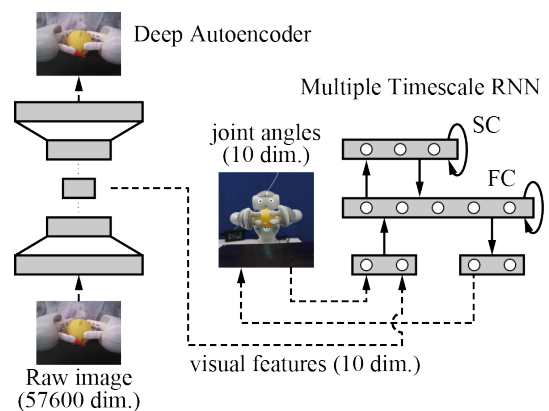 Deep Autoencoder
Multiple Timescale RNN
joint angles
(10 dim.)
SC
FC
visual features (10 dim.)
Raw image
(57600 dim.)